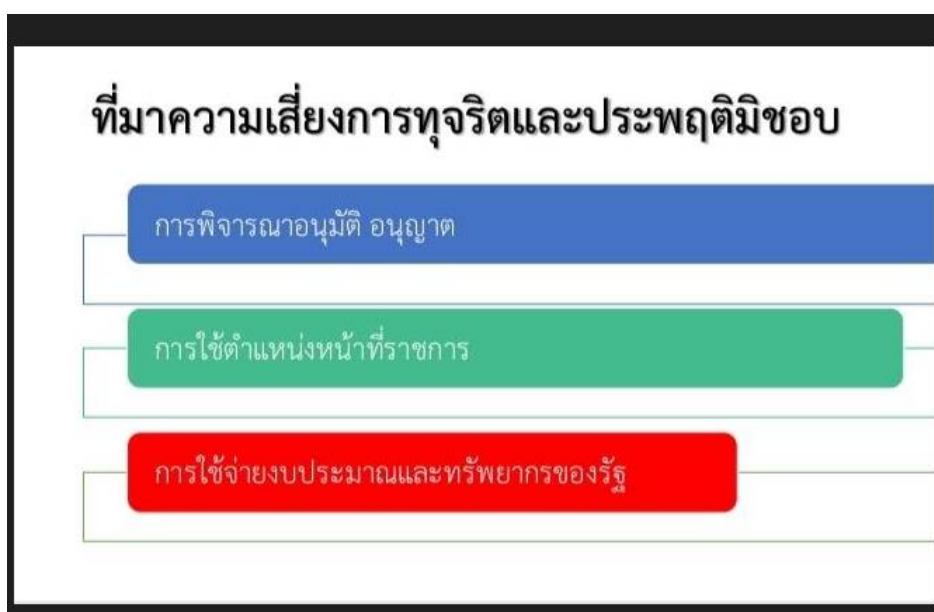 ที่มาความเสี่ยงการทุจริตและประพฤติมิชอบ
การพิจารณาอนุมัติ อนุญาต
การใช้ตำแหน่งหน้าที่ราชการ
การใช้จ่ายงบประมาณและทรัพยากรของรัฐ